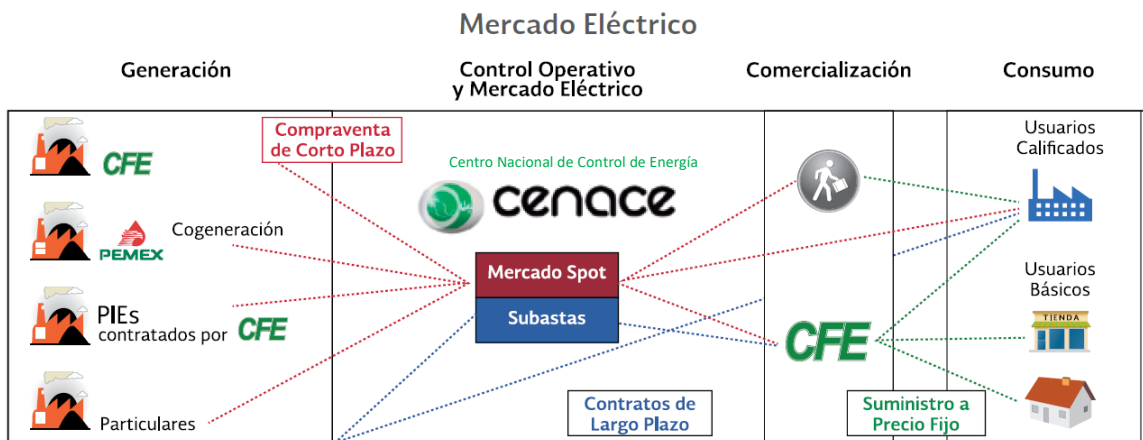 Mercado Eléctrico
Generación
Control Operativo
y Mercado Eléctrico
Comercialización
Consumo
CFE
Compraventa
de Corto Plazo
Centro Nacional de Control de Energía
cenace
Usuarios
Calificados
PEMEX
Cogeneración
Mercado Spot
Subastas
Usuarios
Básicos
TIENDA
PIEs
contratados por CFE
CFE
Particulares
Contratos de
Largo Plazo
Suministro a
Precio Fijo